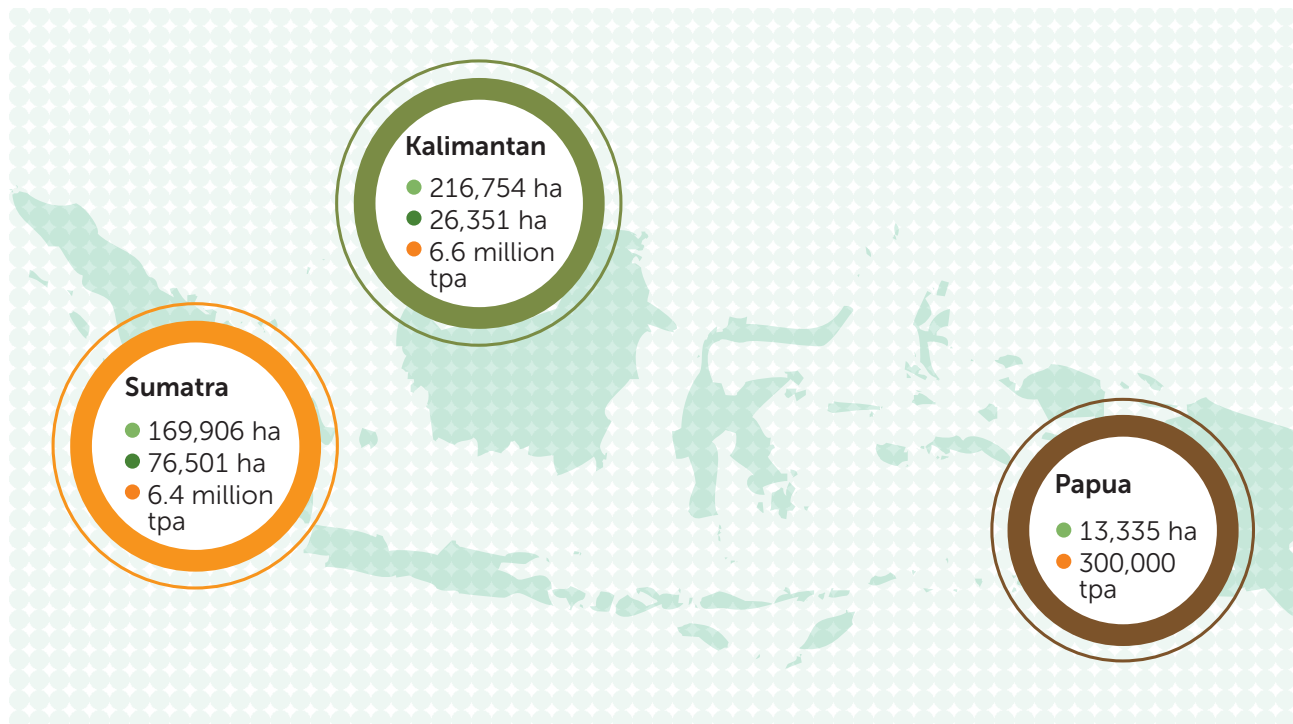 Kalimantan
216,754 ha
26,351 ha
6.6 million
tpa
Sumatra
169,906 ha
76,501 ha
6.4 million
tpa
Papua
13,335 ha
300,000
tpa